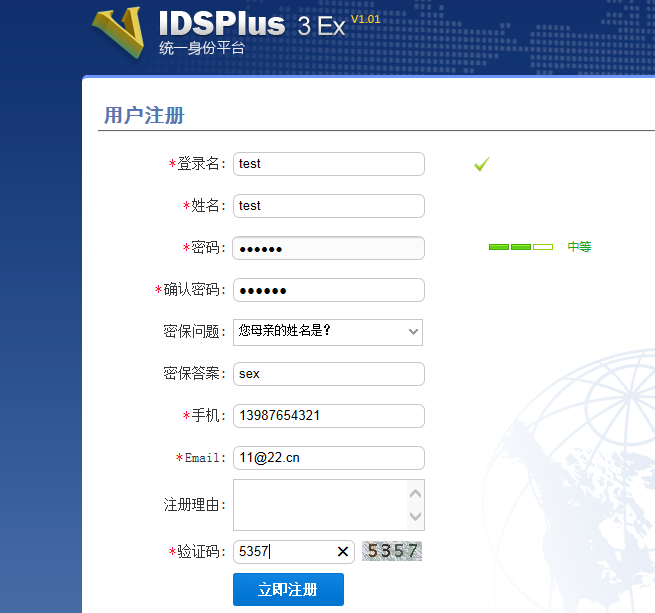 IDSPlus 3 Ex V1.01
统一身份平台
用户注册
*登录名: test
*姓名: test
*密码: ●●●●●● 中等
*确认密码: ●●●●●●
密保问题: 您母亲的姓名是?
密保答案: sex
*手机: 13987654321
*Email: 11@22.cn
注册理由:
*验证码: 5357 5357
立即注册